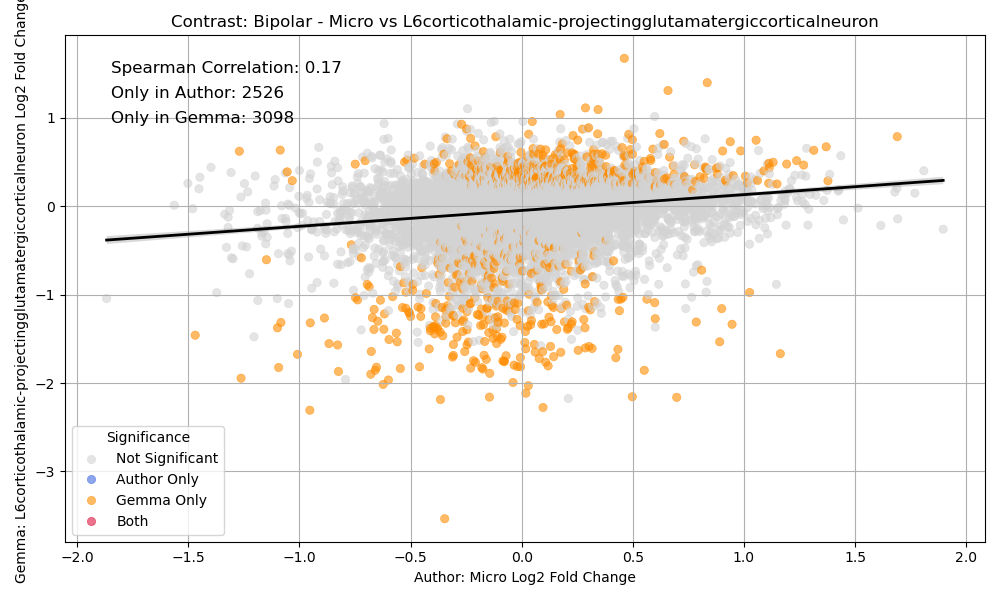 Contrast: Bipolar - Micro vs L6corticothalamic-projectingglutamatergiccorticalneuron
Gemma: L6corticothalamic-projectingglutamatergiccorticalneuron Log2 Fold Change
Spearman Correlation: 0.17
Only in Author: 2526
Only in Gemma: 3098
1
0
−1
−2
−3
Significance
Not Significant
Author Only
Gemma Only
Both
−2.0 −1.5 −1.0 −0.5 0.0 0.5 1.0 1.5 2.0
Author: Micro Log2 Fold Change